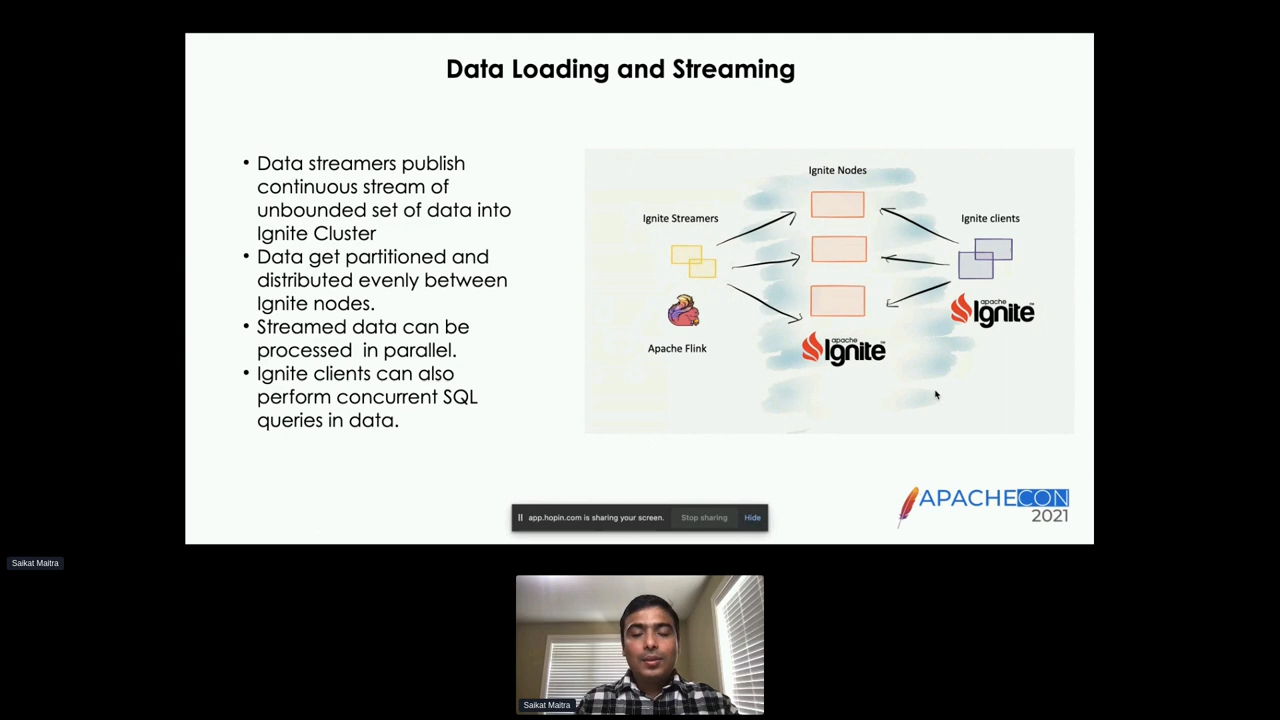 Data Loading and Streaming
• Data streamers publish
continuous stream of
unbounded set of data into
Ignite Cluster
• Data get partitioned and
distributed evenly between
Ignite nodes.
• Streamed data can be
processed in parallel.
• Ignite clients can also
perform concurrent SQL
queries in data.
Ignite Nodes
Ignite Streamers
Ignite clients
Apache Flink
apache
Ignite™
apache
Ignite™
APACHECON
2021
app.hopin.com is sharing your screen. Stop sharing Hide
Saikat Maitra
Saikat Maitra